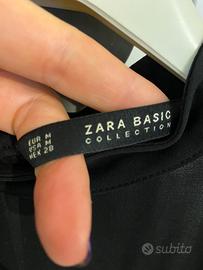 ZARA BASIC
COLLECTION
EUR M
USA M
MEX 28
subito